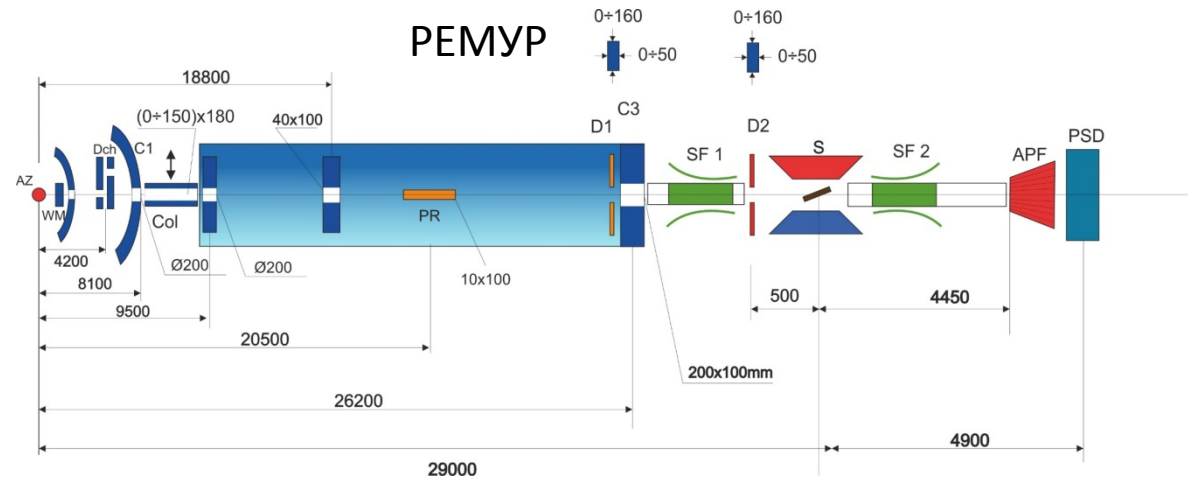 РЕМУР
0÷160
0÷50
0÷160
0÷50
18800
(0÷150)x180
40x100
C3
D1
D2
Dch
C1
SF 1
S
SF 2
APF
PSD
AZ
WM
Col
PR
4200
Ø200
Ø200
10x100
8100
9500
500
4450
20500
200x100mm
26200
4900
29000